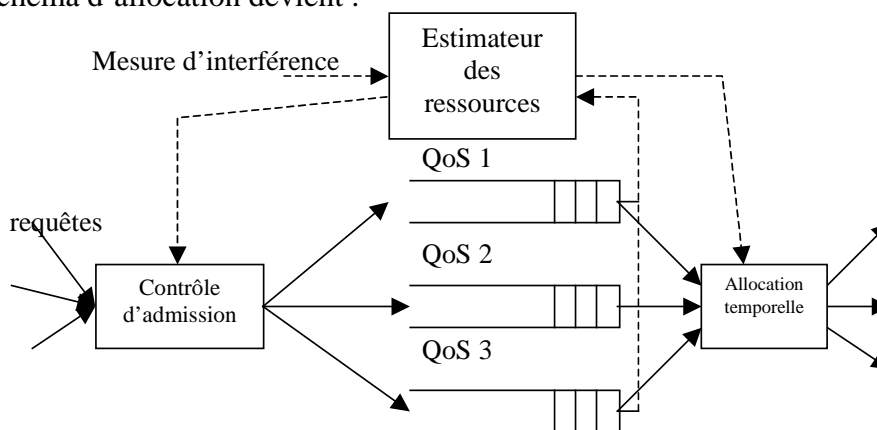 schéma d'allocation devient :
Estimateur
des
ressources
Mesure d'interférence
QoS 1
requêtes
QoS 2
Contrôle
d'admission
Allocation
temporelle
QoS 3